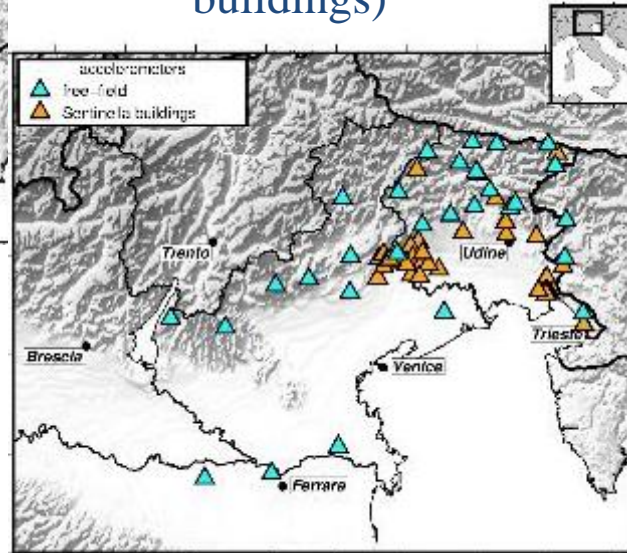 buildings)
accelerometers
free-field
Sentinella buildings
Trento
Udine
Trieste
Brescia
Venice
Ferrara